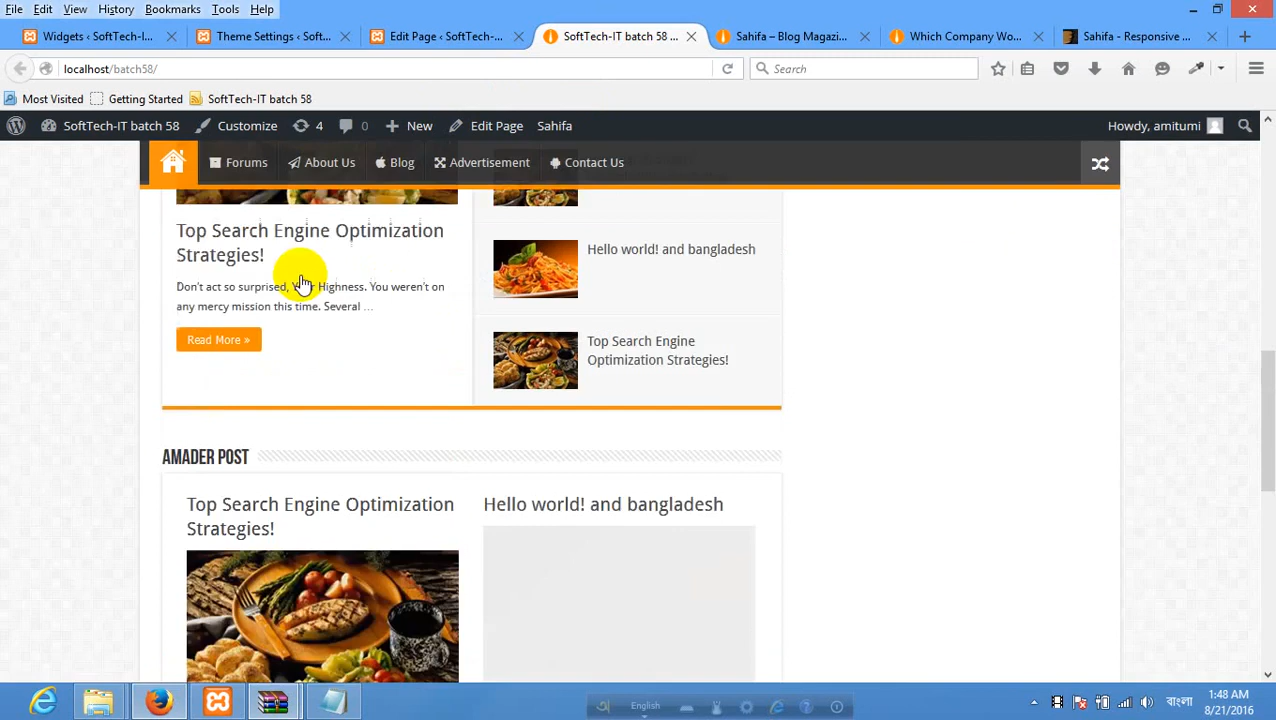 File Edit View History Bookmarks Tools Help
Widgets ‹ SoftTech-I... Theme Settings ‹ Soft... Edit Page ‹ SoftTech-... SoftTech-IT batch 58 ... Sahifa – Blog Magazi... Which Company Wo... Sahifa - Responsive ...
localhost/batch58/ Search
Most Visited Getting Started SoftTech-IT batch 58
SoftTech-IT batch 58 Customize 4 0 New Edit Page Sahifa Howdy, amitumi
Forums About Us Blog Advertisement Contact Us
Top Search Engine Optimization
Strategies!
Don't act so surprised, Your Highness. You weren't on
any mercy mission this time. Several …
Read More »
Hello world! and bangladesh
Top Search Engine
Optimization Strategies!
AMADER POST
Top Search Engine Optimization
Strategies!
Hello world! and bangladesh
English
বাংলা
1:48 AM
8/21/2016